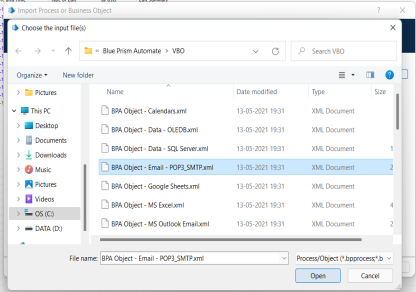 Import Process or Business Object
Choose the input file(s)
Blue Prism Automate > VBO
Search VBO
Organize
New folder
Name
Date modified
Type
Size
Pictures
This PC
Desktop
Documents
Downloads
Music
Pictures
Videos
OS (C:)
DATA (D:)
BPA Object - Calendars.xml 13-05-2021 19:31 XML Document
BPA Object - Data - OLEDB.xml 13-05-2021 19:31 XML Document
BPA Object - Data - SQL Server.xml 13-05-2021 19:31 XML Document 1
BPA Object - Email - POP3_SMTP.xml 13-05-2021 19:31 XML Document 2
BPA Object - Google Sheets.xml 13-05-2021 19:31 XML Document
BPA Object - MS Excel.xml 13-05-2021 19:31 XML Document 4
BPA Object - MS Outlook Email.xml 13-05-2021 19:31 XML Document 2
File name: BPA Object - Email - POP3_SMTP.xml
Process/Object (*.bpprocess;*.b
Open
Cancel